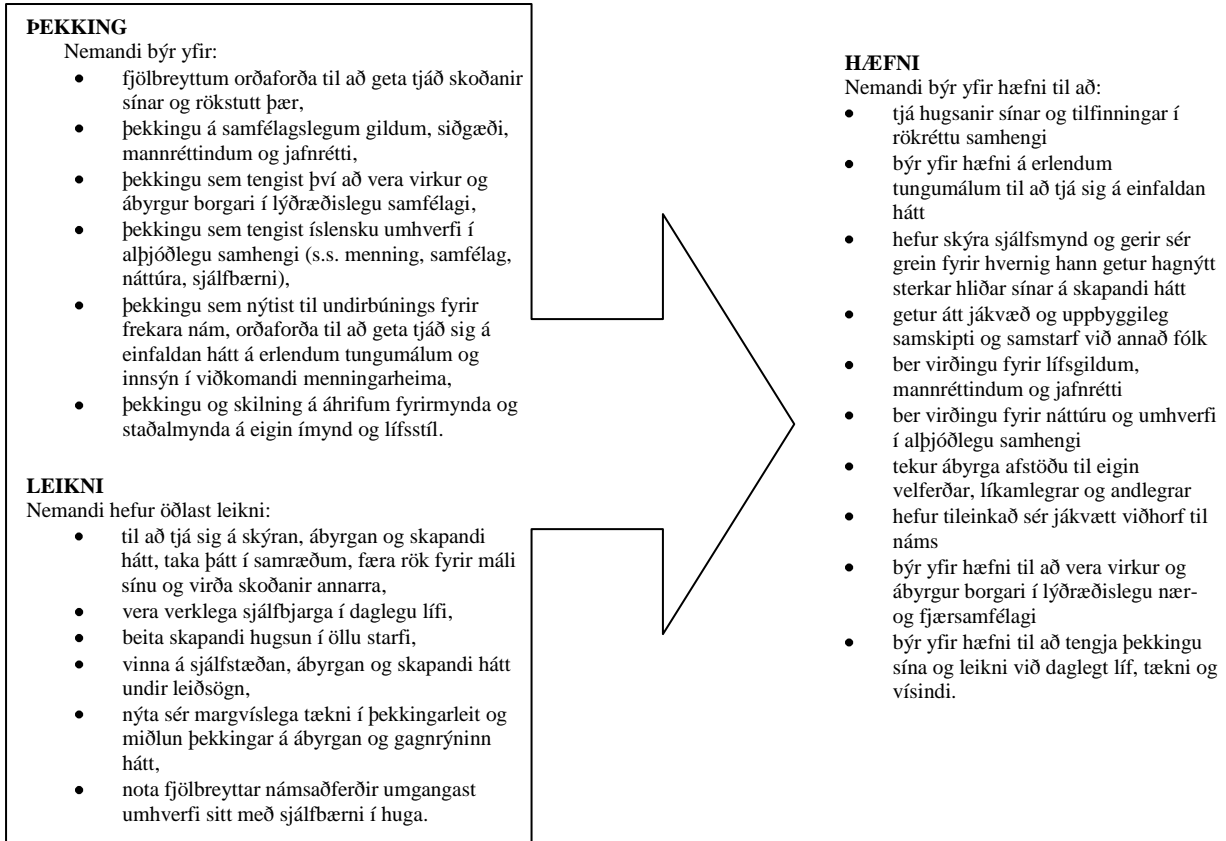 ÞEKKING
Nemandi býr yfir:
• fjölbreyttum orðaforða til að geta tjáð skoðanir
sínar og rökstutt þær,
• þekkingu á samfélagslegum gildum, siðgæði,
mannréttindum og jafnrétti,
• þekkingu sem tengist því að vera virkur og
ábyrgur borgari í lýðræðislegu samfélagi,
• þekkingu sem tengist íslensku umhverfi í
alþjóðlegu samhengi (s.s. menning, samfélag,
náttúra, sjálfbærni),
• þekkingu sem nýtist til undirbúnings fyrir
frekara nám, orðaforða til að geta tjáð sig á
einfaldan hátt á erlendum tungumálum og
innsýn í viðkomandi menningarheima,
• þekkingu og skilning á áhrifum fyrirmynda og
staðalmynda á eigin ímynd og lífsstíl.
LEIKNI
Nemandi hefur öðlast leikni:
• til að tjá sig á skýran, ábyrgan og skapandi
hátt, taka þátt í samræðum, færa rök fyrir máli
sínu og virða skoðanir annarra,
• vera verklega sjálfbjarga í daglegu lífi,
• beita skapandi hugsun í öllu starfi,
• vinna á sjálfstæðan, ábyrgan og skapandi hátt
undir leiðsögn,
• nýta sér margvíslega tækni í þekkingarleit og
miðlun þekkingar á ábyrgan og gagnrýninn
hátt,
• nota fjölbreyttar námsaðferðir umgangast
umhverfi sitt með sjálfbærni í huga.
HÆFNI
Nemandi býr yfir hæfni til að:
• tjá hugsanir sínar og tilfinningar í
rökréttu samhengi
• býr yfir hæfni á erlendum
tungumálum til að tjá sig á einfaldan
hátt
• hefur skýra sjálfsmynd og gerir sér
grein fyrir hvernig hann getur hagnýtt
sterkar hliðar sínar á skapandi hátt
• getur átt jákvæð og uppbyggileg
samskipti og samstarf við annað fólk
• ber virðingu fyrir lífsgildum,
mannréttindum og jafnrétti
• ber virðingu fyrir náttúru og umhverfi
í alþjóðlegu samhengi
• tekur ábyrga afstöðu til eigin
velferðar, líkamlegrar og andlegrar
• hefur tileinkað sér jákvætt viðhorf til
náms
• býr yfir hæfni til að vera virkur og
ábyrgur borgari í lýðræðislegu nær-
og fjærsamfélagi
• býr yfir hæfni til að tengja þekkingu
sína og leikni við daglegt líf, tækni og
vísindi.